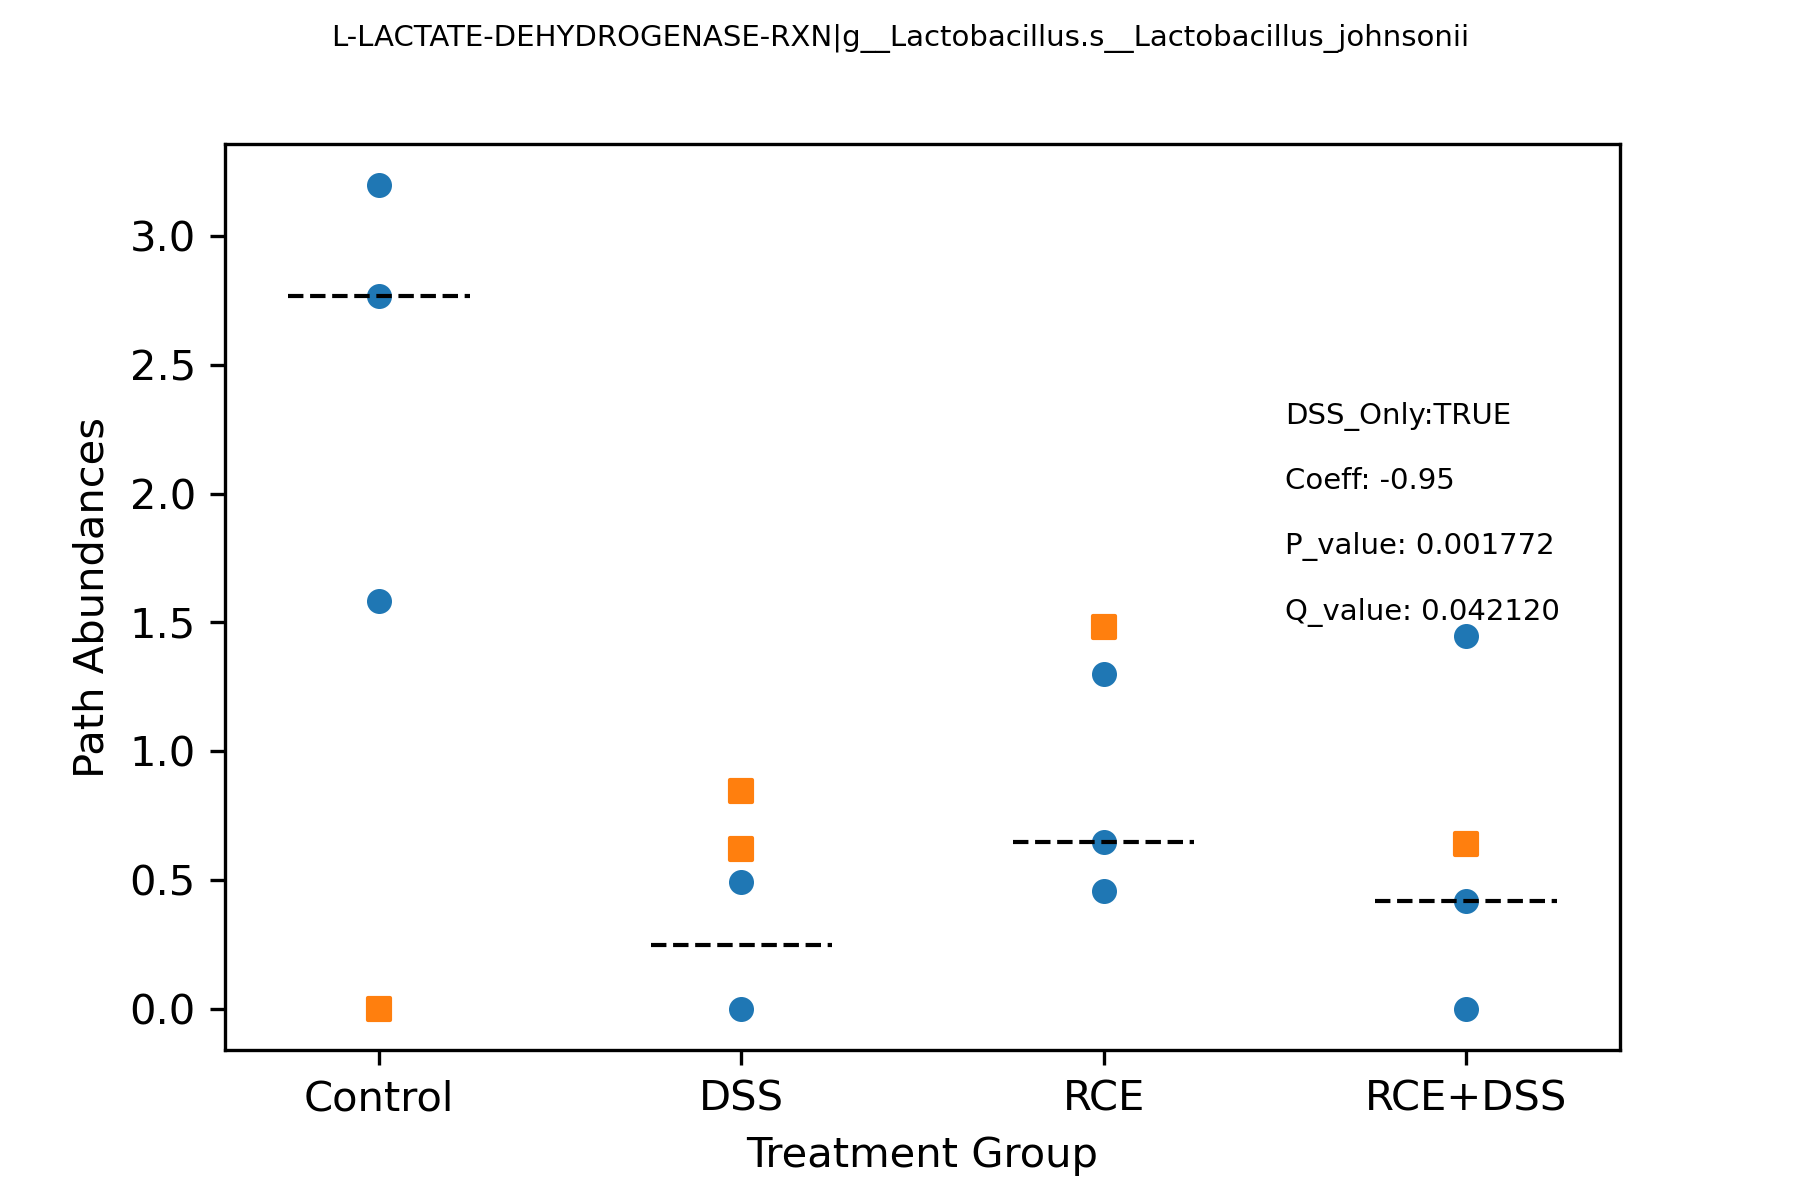 L-LACTATE-DEHYDROGENASE-RXN|g__Lactobacillus.s__Lactobacillus_johnsonii
3.0
2.5
2.0
1.5
1.0
0.5
0.0
Path Abundances
DSS_Only:TRUE
Coeff: -0.95
P_value: 0.001772
Q_value: 0.042120
Control
DSS
RCE
RCE+DSS
Treatment Group